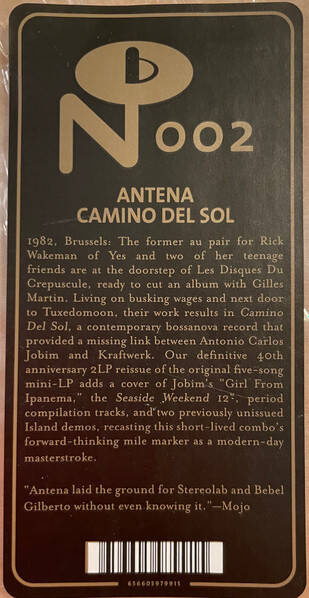 N 002
ANTENA
CAMINO DEL SOL
1982, Brussels: The former au pair for Rick
Wakeman of Yes and two of her teenage
friends are at the doorstep of Les Disques Du
Crepuscule, ready to cut an album with Gilles
Martin. Living on busking wages and next door
to Tuxedomoon, their work results in Camino
Del Sol, a contemporary bossanova record that
provided a missing link between Antonio Carlos
Jobim and Kraftwerk. Our definitive 40th
anniversary 2LP reissue of the original five-song
mini-LP adds a cover of Jobim's "Girl From
Ipanema," the Seaside Weekend 12", period
compilation tracks, and two previously unissued
Island demos, recasting this short-lived combo's
forward-thinking mile marker as a modern-day
masterstroke.
"Antena laid the ground for Stereolab and Bebel
Gilberto without even knowing it."—Mojo
656605979915